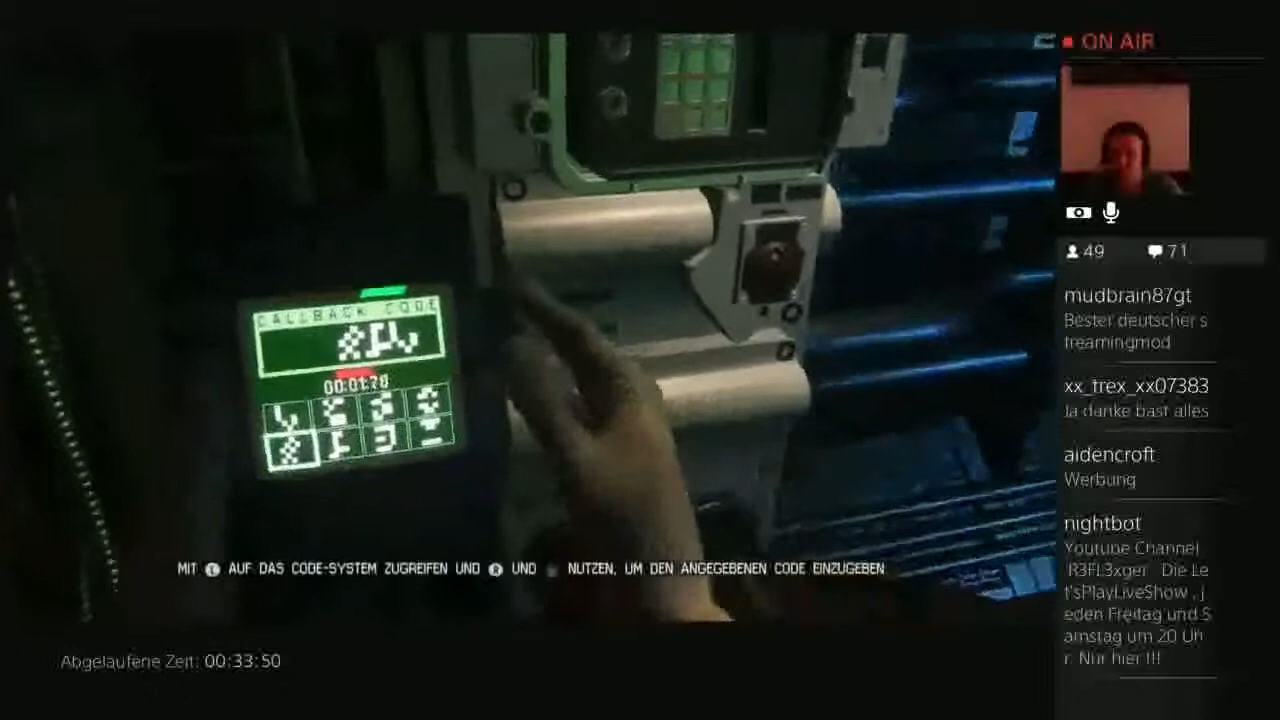 ON AIR
49 71
CALLBACK CODE
00:01:20
mudbrain87gt
Bester deutscher s
treamingmod
xx_trex_xx07383
Ja danke bast alles
aidencroft
Werbung
nightbot
Youtube Channel
R3FL3xger Die Le
t'sPlayLiveShow , j
eden Freitag und S
amstag um 20 Uh
r. Nur hier !!!
MIT AUF DAS CODE-SYSTEM ZUGREIFEN UND UND NUTZEN, UM DEN ANGEGEBENEN CODE EINZUGEBEN
Abgelaufene Zeit: 00:33:50